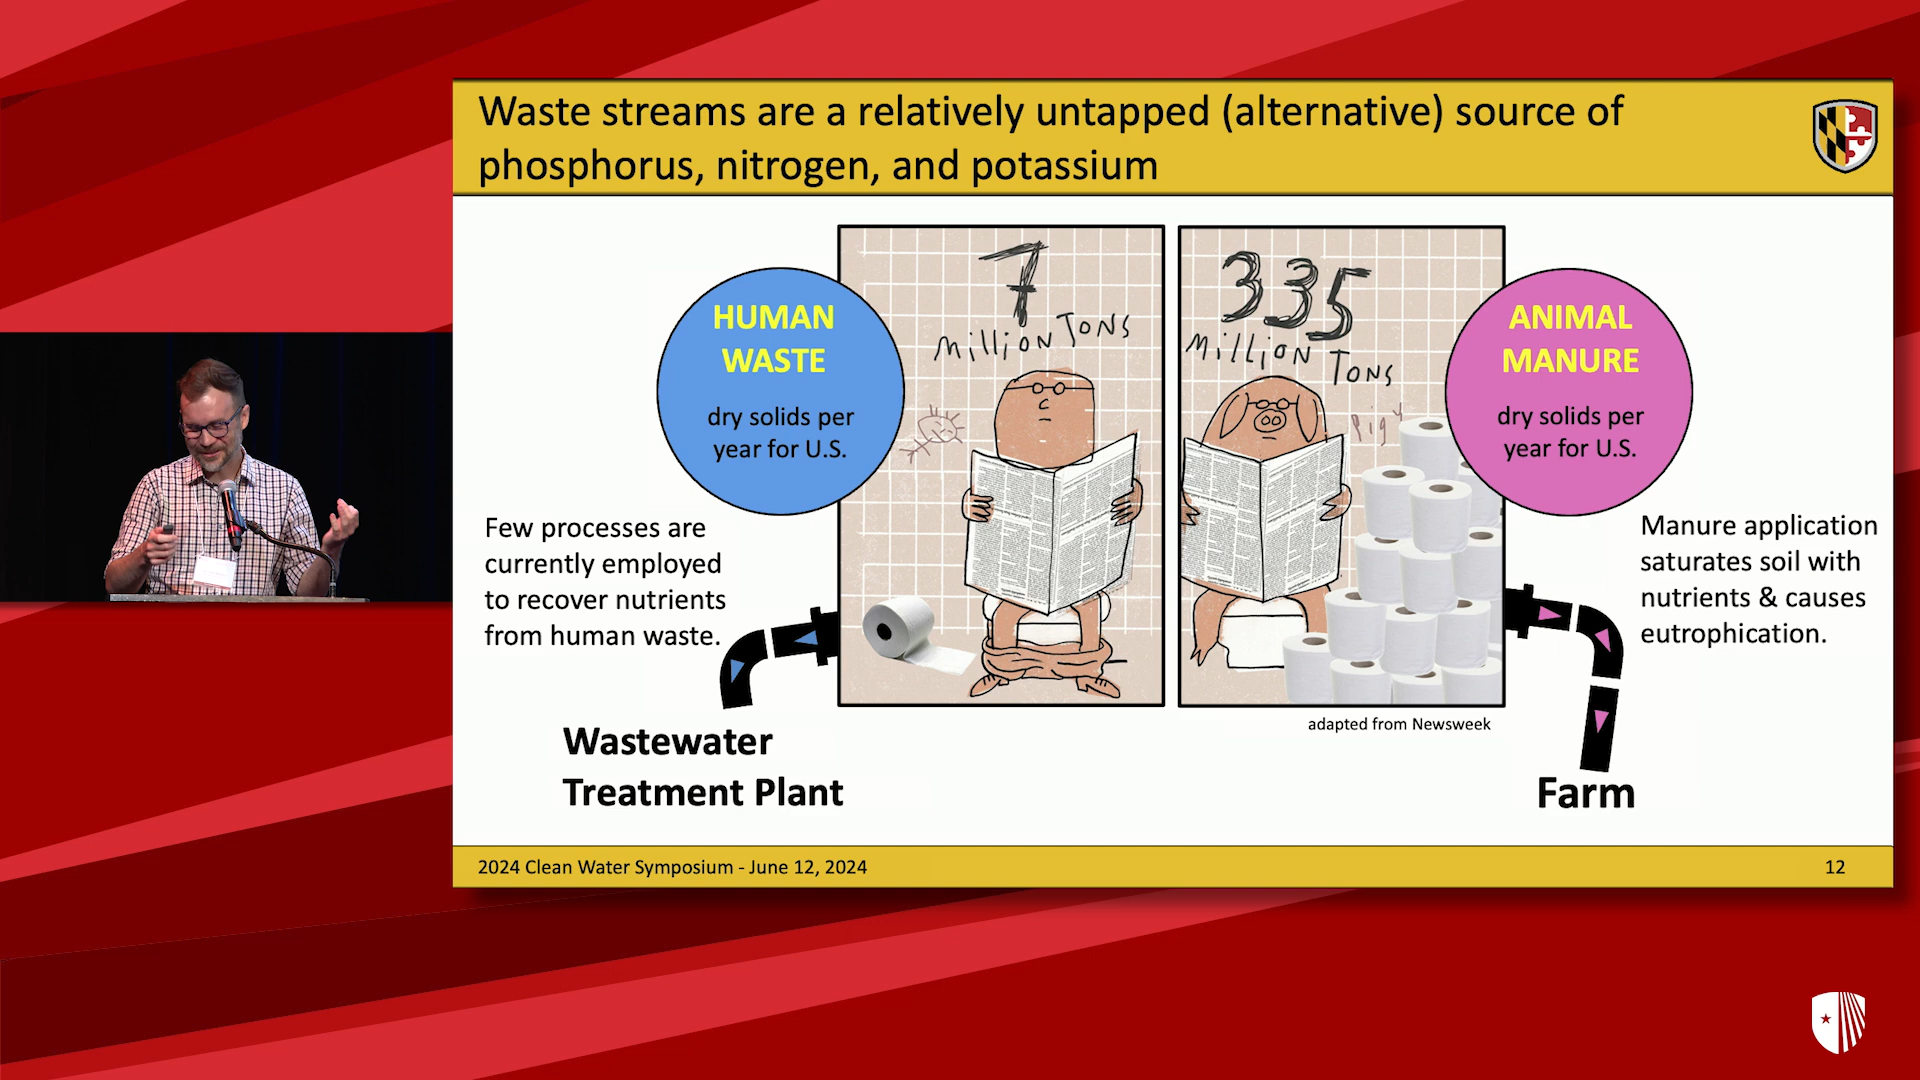 Waste streams are a relatively untapped (alternative) source of
phosphorus, nitrogen, and potassium
7
Million Tons
335
Million Tons
HUMAN
WASTE
dry solids per
year for U.S.
ANIMAL
MANURE
dry solids per
year for U.S.
pig
Few processes are
currently employed
to recover nutrients
from human waste.
Manure application
saturates soil with
nutrients & causes
eutrophication.
adapted from Newsweek
Wastewater
Treatment Plant
Farm
2024 Clean Water Symposium - June 12, 2024
12